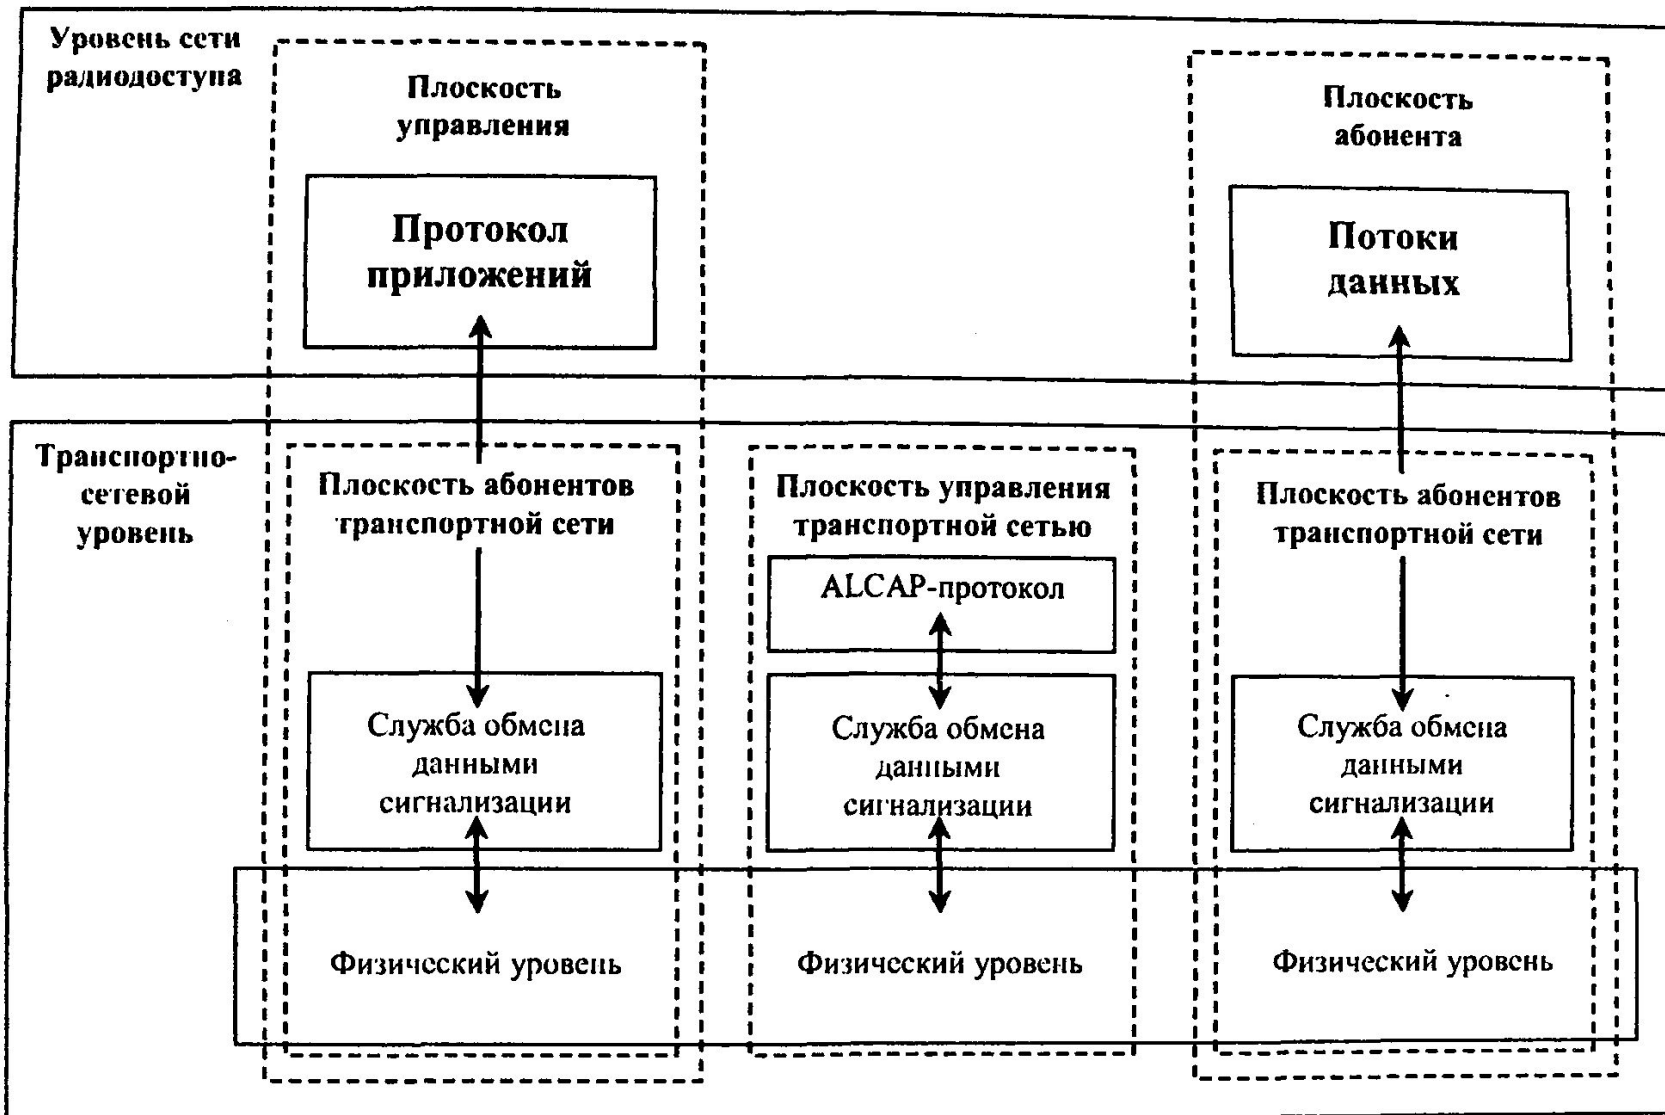 Уровень сети
радиодоступа
Плоскость
управления
Протокол
приложений
Плоскость
абонента
Потоки
данных
Транспортно-
сетевой
уровень
Плоскость абонентов
транспортной сети
Служба обмена
данными
сигнализации
Физический уровень
Плоскость управления
транспортной сетью
ALCAP-протокол
Служба обмена
данными
сигнализации
Физический уровень
Плоскость абонентов
транспортной сети
Служба обмена
данными
сигнализации
Физический уровень